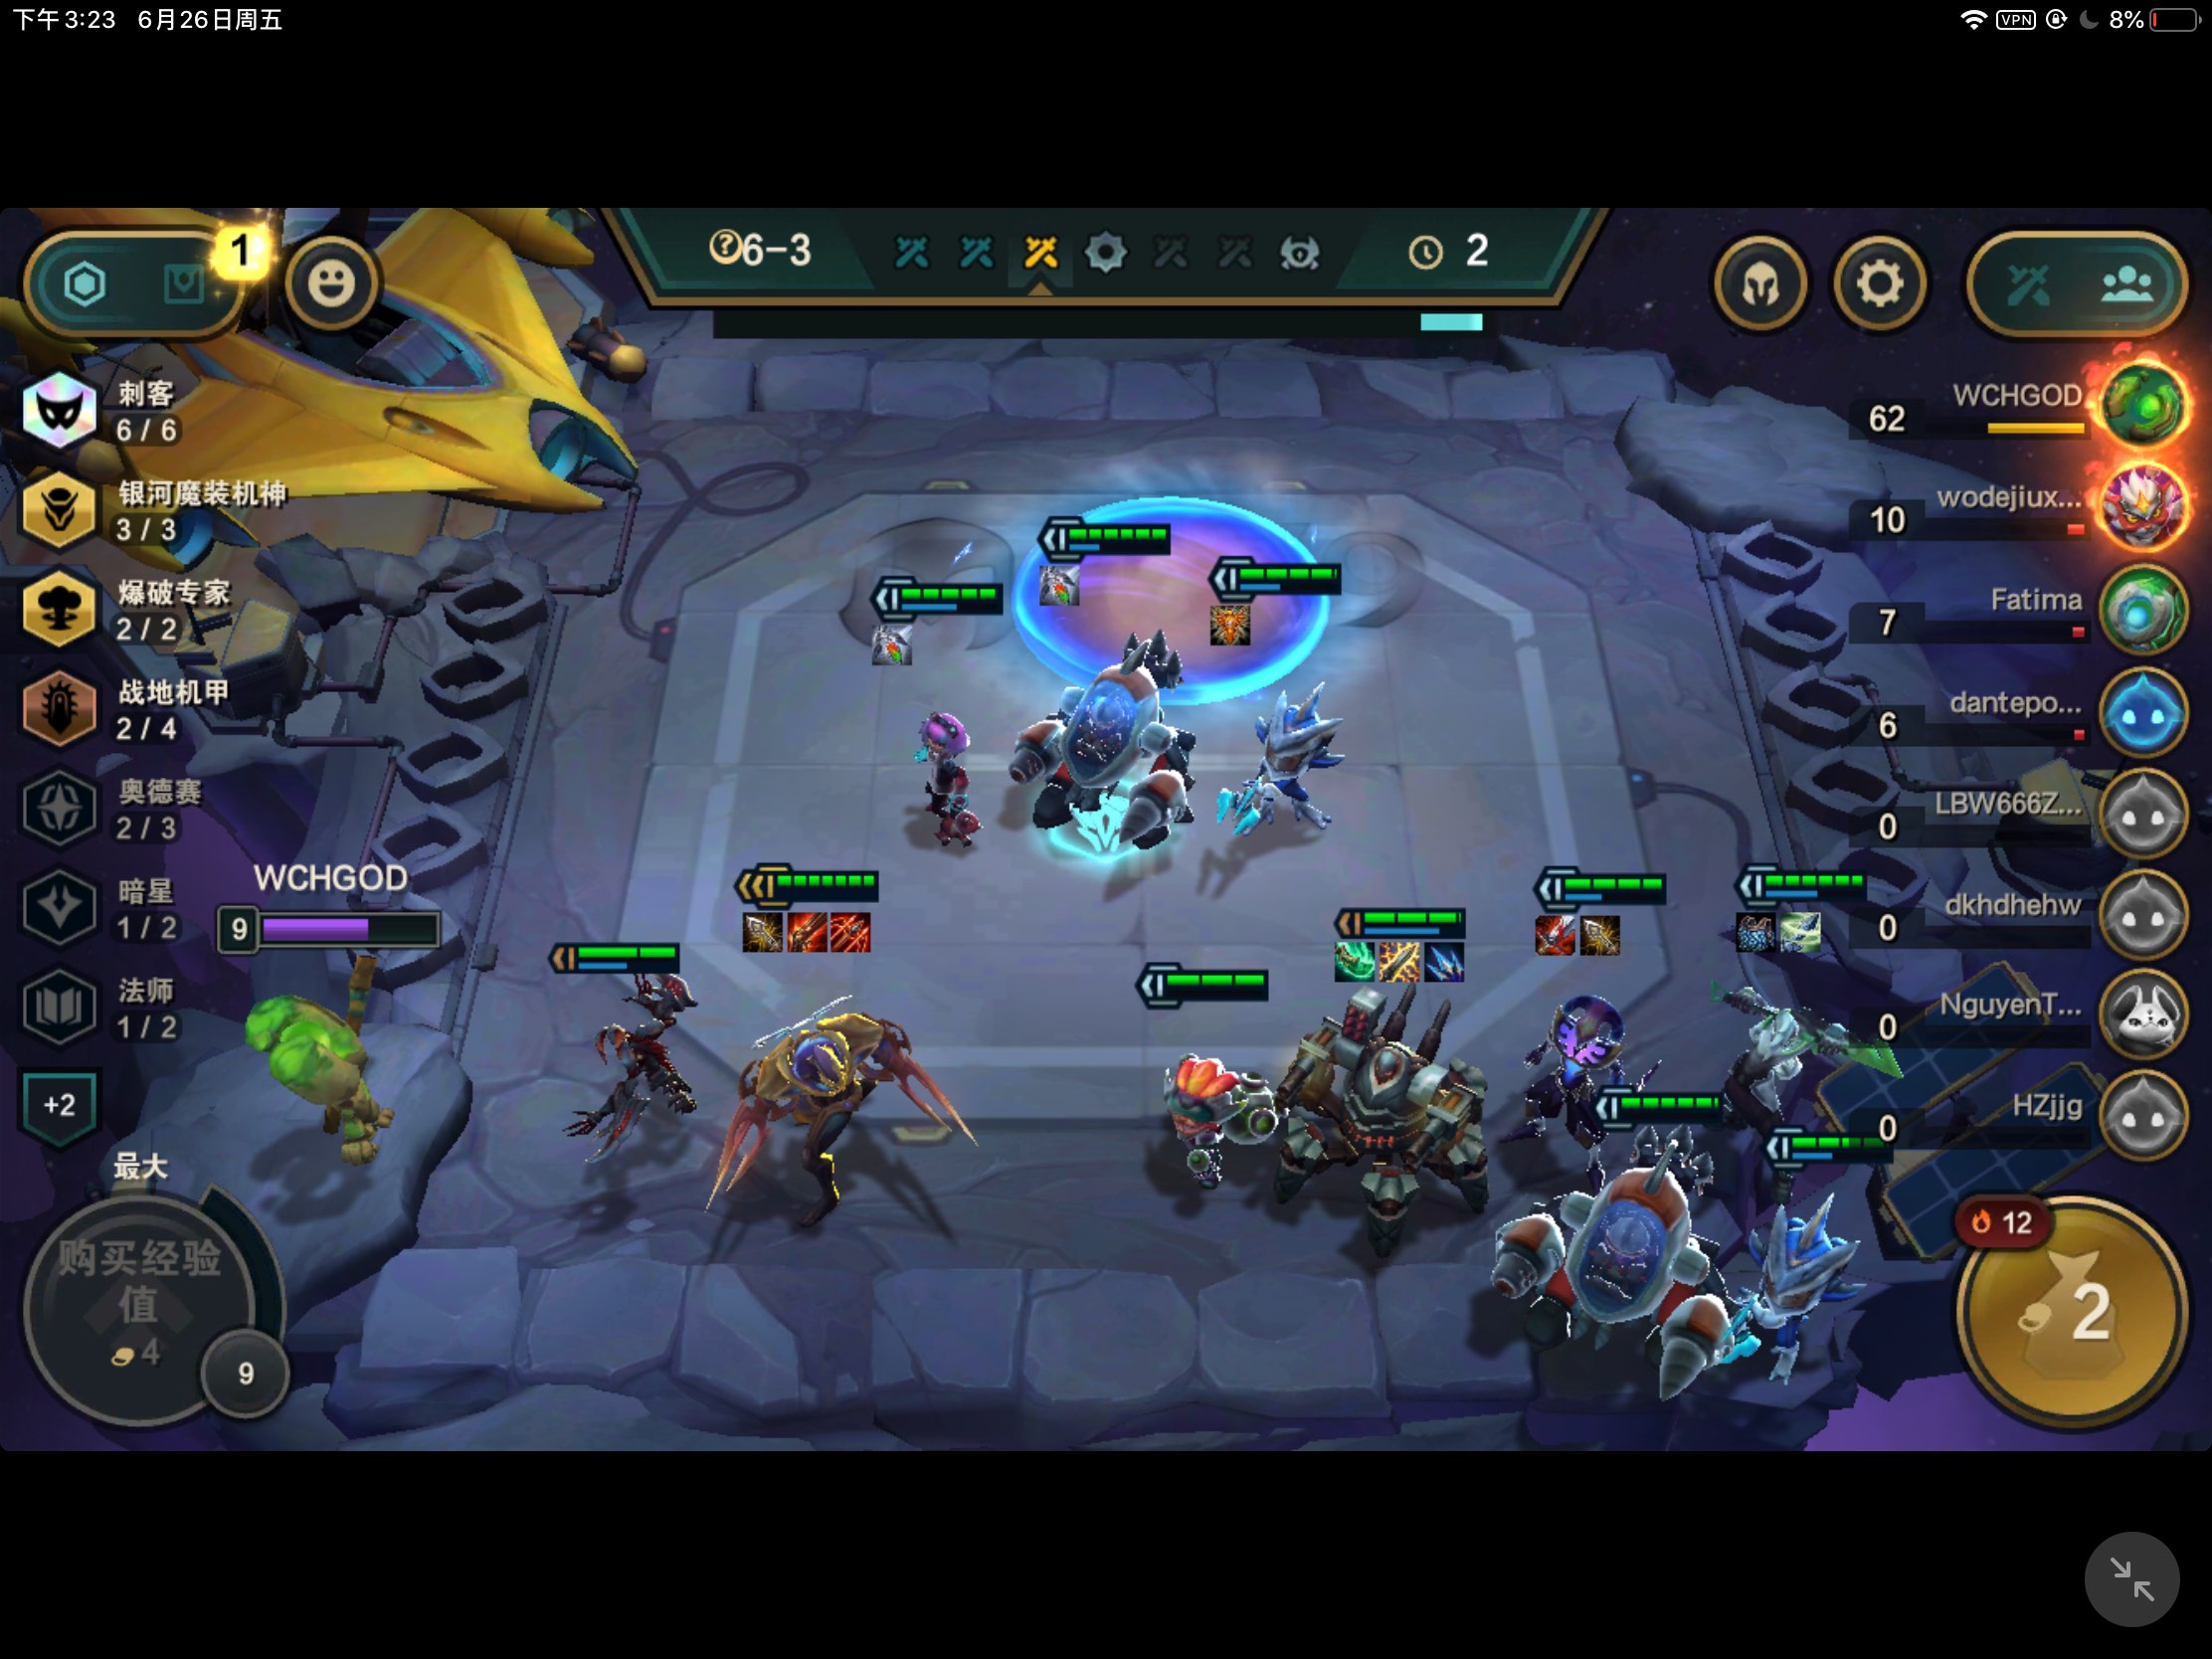 下午3:23 6月26日周五
VPN 8%
1
6-3
2
刺客
6 / 6
银河魔装机神
3 / 3
爆破专家
2 / 2
战地机甲
2 / 4
奥德赛
2 / 3
暗星
1 / 2
法师
1 / 2
+2
WCHGOD
9
最大
购买经验
值
4
9
WCHGOD
62
wodejiux...
10
Fatima
7
dantepo...
6
LBW666Z...
0
dkhdhehw
0
NguyenT...
0
HZjjg
0
12
2